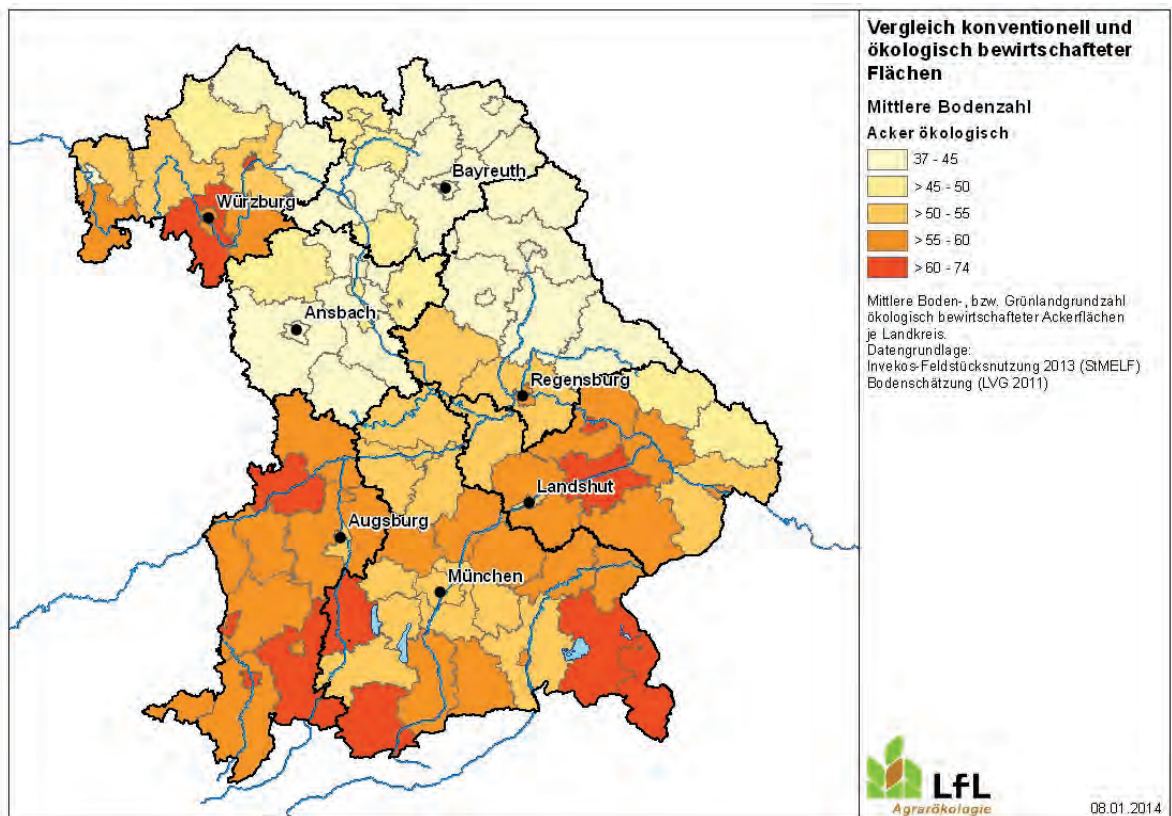 Vergleich konventionell und
ökologisch bewirtschafteter
Flächen
Mittlere Bodenzahl
Acker ökologisch
37 - 45
> 45 - 50
> 50 - 55
> 55 - 60
> 60 - 74
Mittlere Boden-, bzw. Grünlandgrundzahl
ökologisch bewirtschafteter Ackerflächen
je Landkreis.
Datengrundlage:
Invekos-Feldstücksnutzung 2013 (StMELF)
Bodenschätzung (LVG 2011)
Bayreuth
Würzburg
Ansbach
Regensburg
Landshut
Augsburg
München
LfL
Agrarökologie
08.01.2014